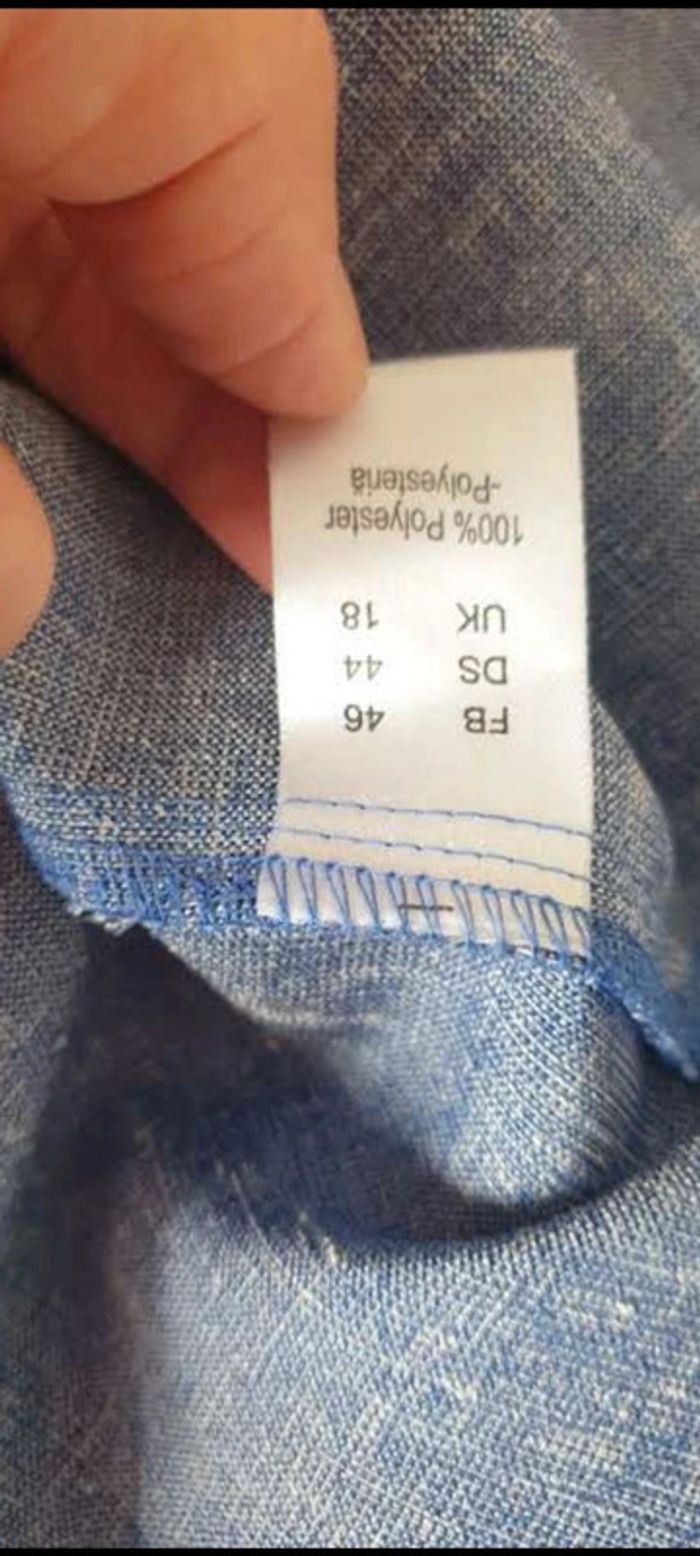 FB 46
DS 44
UK 18
100% Polyester
-Polyesteriä